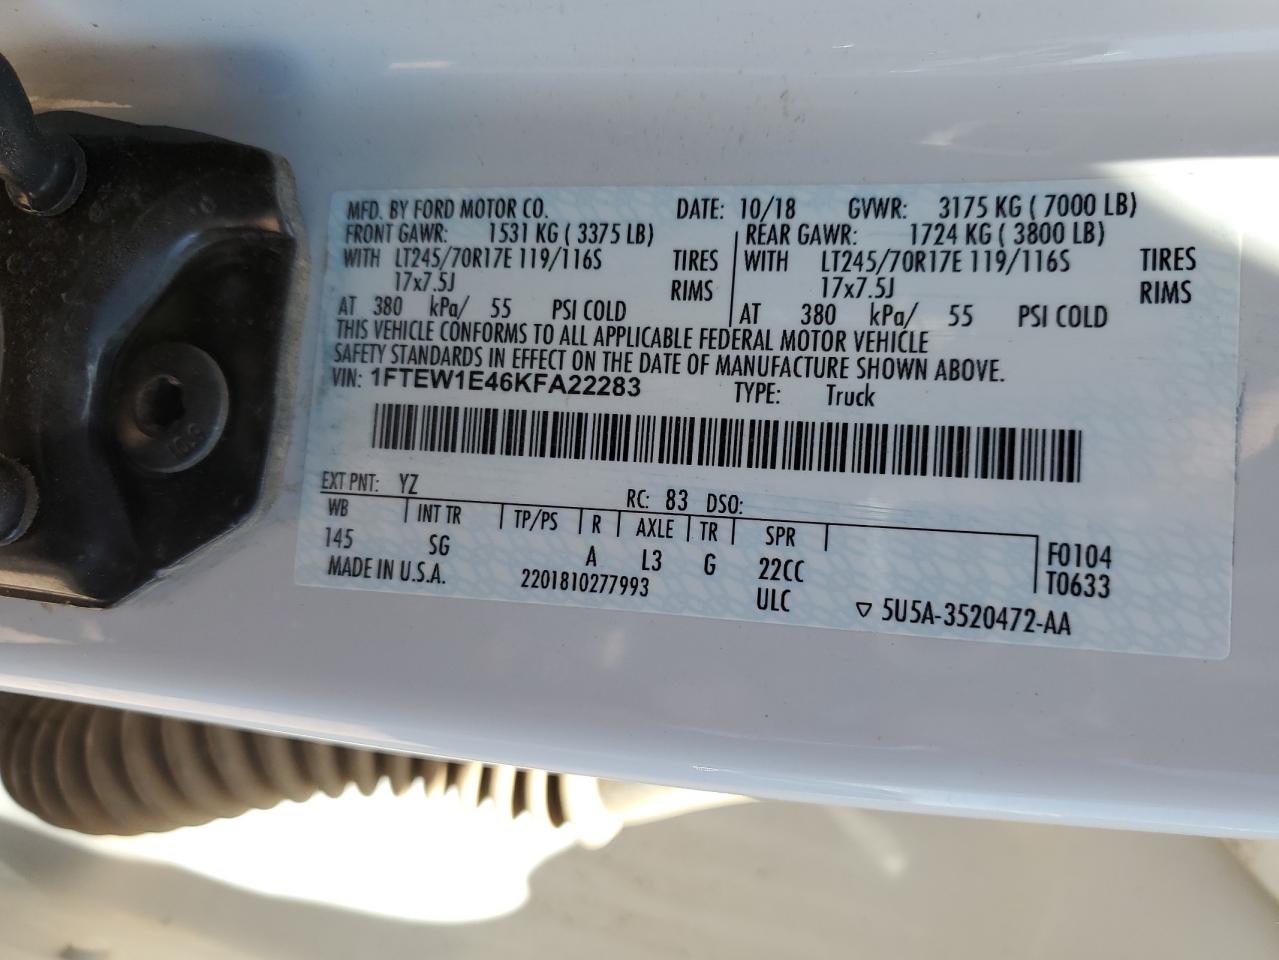 MFD. BY FORD MOTOR CO. DATE: 10/18 GVWR: 3175 KG ( 7000 LB)
FRONT GAWR: 1531 KG ( 3375 LB) REAR GAWR: 1724 KG ( 3800 LB)
WITH LT245/70R17E 119/116S TIRES WITH LT245/70R17E 119/116S TIRES
17x7.5J RIMS 17x7.5J RIMS
AT 380 kPa/ 55 PSI COLD AT 380 kPa/ 55 PSI COLD
THIS VEHICLE CONFORMS TO ALL APPLICABLE FEDERAL MOTOR VEHICLE
SAFETY STANDARDS IN EFFECT ON THE DATE OF MANUFACTURE SHOWN ABOVE.
VIN: 1FTEW1E46KFA22283 TYPE: Truck
EXT PNT: YZ RC: 83 DSO:
WB INT TR TP/PS R AXLE TR SPR
145 SG A L3 G 22CC F0104
MADE IN U.S.A. 2201810277993 ULC T0633
▽ 5U5A-3520472-AA